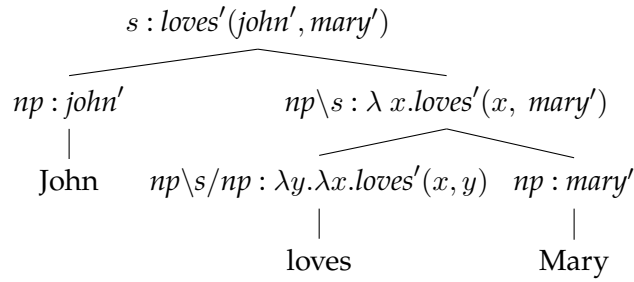 s : loves′(john′, mary′)
np : john′ np\s : λ x.loves′(x, mary′)
John np\s/np : λy.λx.loves′(x, y) np : mary′
loves Mary